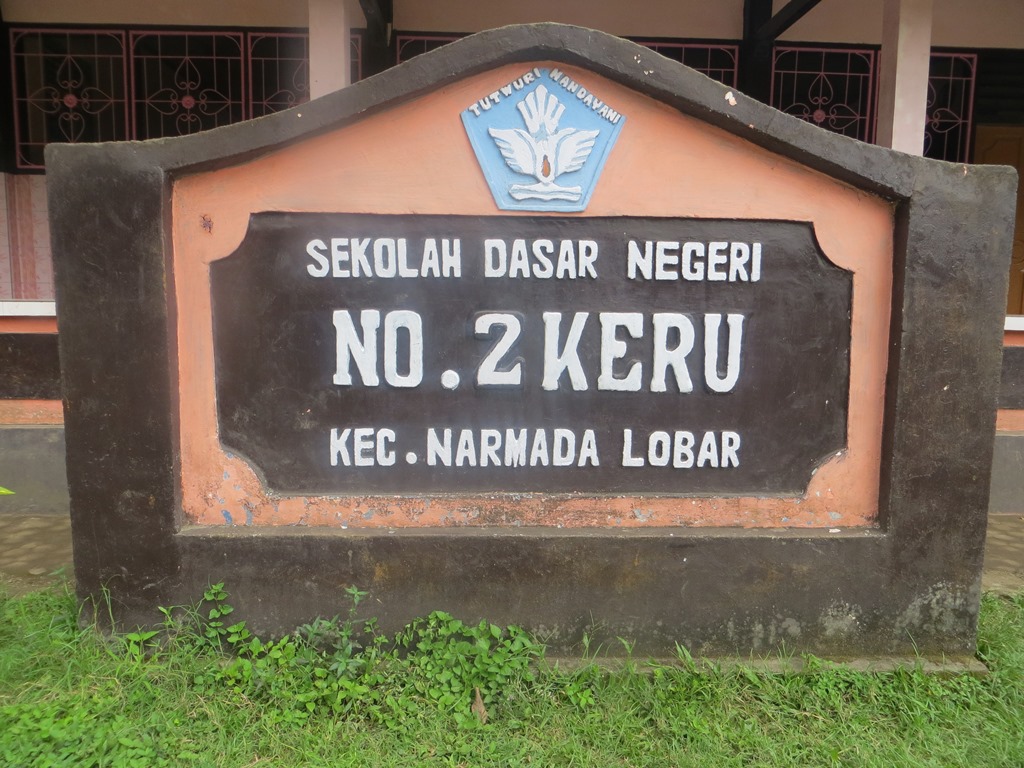 TUTWURI HANDAYANI
SEKOLAH DASAR NEGERI
NO. 2 KERU
KEC. NARMADA LOBAR